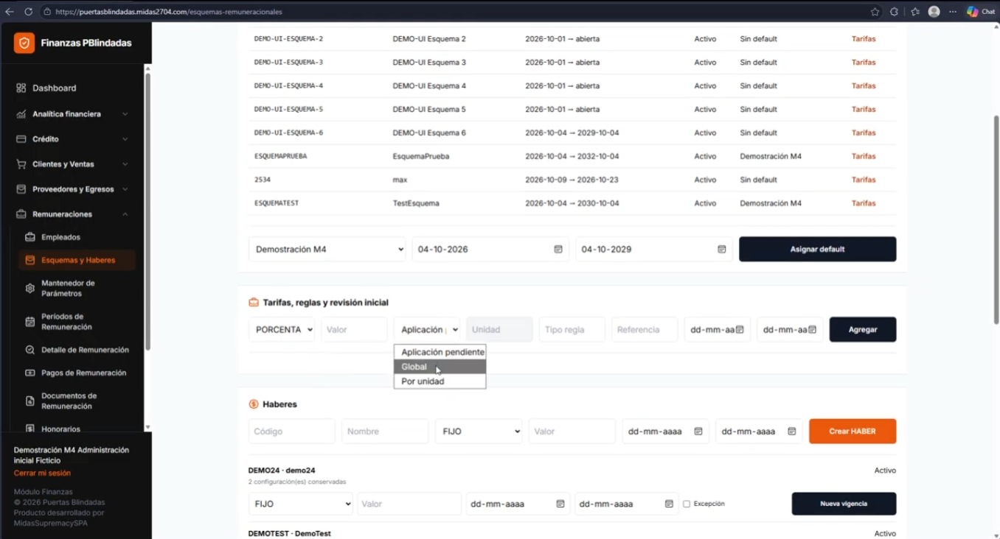 https://puertasblindadas.midas2704.com/esquemas-remuneracionales
Chat
Finanzas PBlindadas
Dashboard
Analítica financiera
Crédito
Clientes y Ventas
Proveedores y Egresos
Remuneraciones
Empleados
Esquemas y Haberes
Mantenedor de
Parámetros
Períodos de
Remuneración
Detalle de Remuneración
Pagos de Remuneración
Documentos de
Remuneración
Honorarios
Demostración M4 Administración
inicial Ficticio
Cerrar mi sesión
Módulo Finanzas
© 2026 Puertas Blindadas
Producto desarrollado por
MidasSupremacySPA
DEMO-UI-ESQUEMA-2 DEMO-UI Esquema 2 2026-10-01 → abierta Activo Sin default Tarifas
DEMO-UI-ESQUEMA-3 DEMO-UI Esquema 3 2026-10-01 → abierta Activo Sin default Tarifas
DEMO-UI-ESQUEMA-4 DEMO-UI Esquema 4 2026-10-01 → abierta Activo Sin default Tarifas
DEMO-UI-ESQUEMA-5 DEMO-UI Esquema 5 2026-10-01 → abierta Activo Sin default Tarifas
DEMO-UI-ESQUEMA-6 DEMO-UI Esquema 6 2026-10-04 → 2029-10-04 Activo Sin default Tarifas
ESQUEMAPRUEBA EsquemaPrueba 2026-10-04 → 2032-10-04 Activo Demostración M4 Tarifas
2534 max 2026-10-09 → 2026-10-23 Activo Sin default Tarifas
ESQUEMATEST TestEsquema 2026-10-04 → 2030-10-04 Activo Demostración M4 Tarifas
Demostración M4 04-10-2026 04-10-2029 Asignar default
Tarifas, reglas y revisión inicial
PORCENTA Valor Aplicación Unidad Tipo regla Referencia dd-mm-aa dd-mm-aa Agregar
Aplicación pendiente
Global
Por unidad
Haberes
Código Nombre FIJO Valor dd-mm-aaaa dd-mm-aaaa Crear HABER
DEMO24 · demo24 Activo
2 configuración(es) conservadas
FIJO Valor dd-mm-aaaa dd-mm-aaaa Excepción Nueva vigencia
DEMOTEST · DemoTest Activo